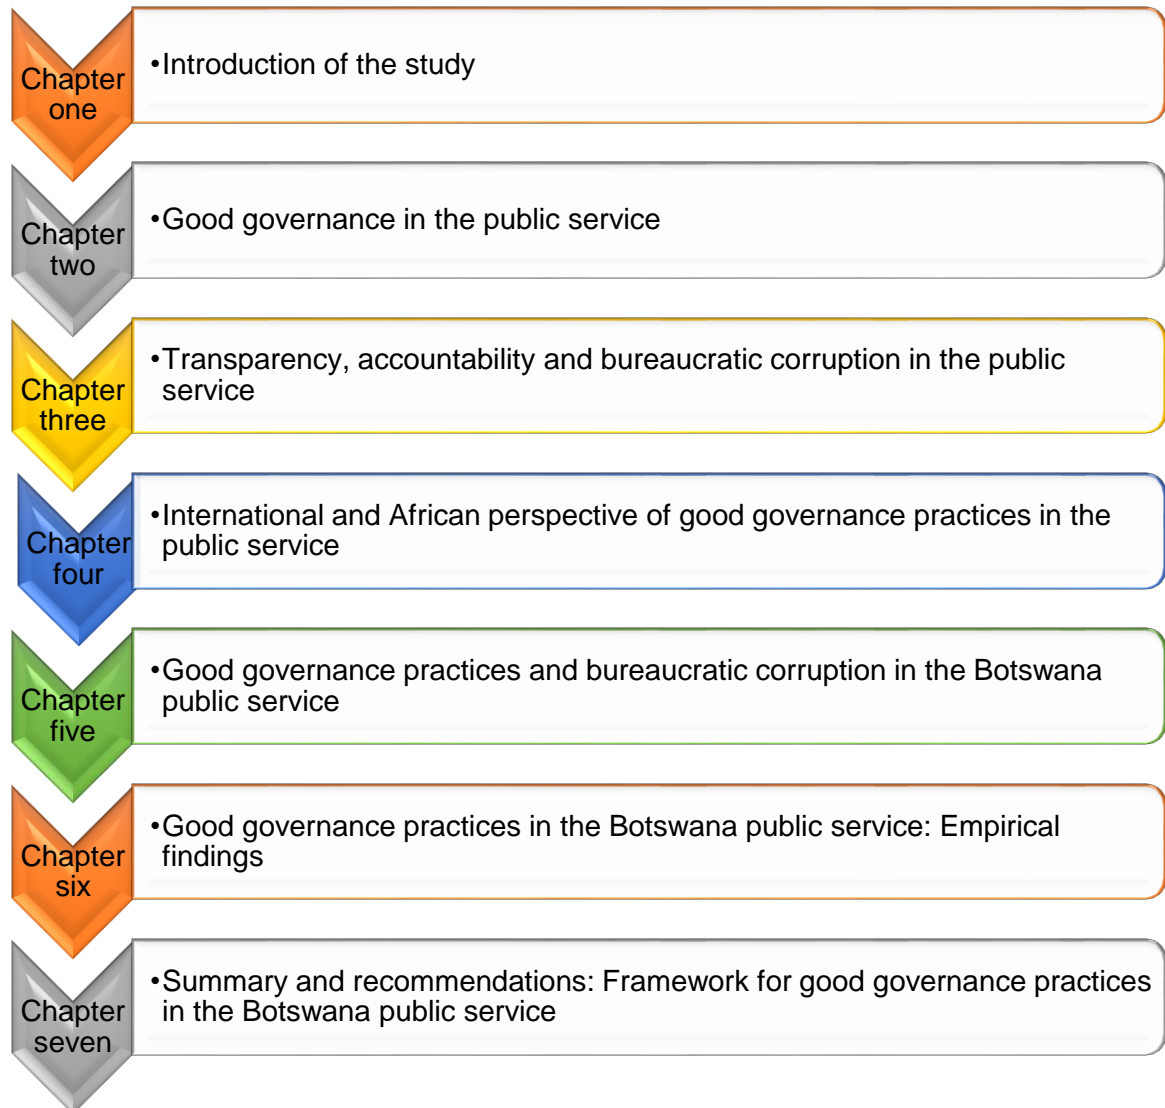 Chapter
one
•Introduction of the study
Chapter
two
•Good governance in the public service
Chapter
three
•Transparency, accountability and bureaucratic corruption in the public
service
Chapter
four
•International and African perspective of good governance practices in the
public service
Chapter
five
•Good governance practices and bureaucratic corruption in the Botswana
public service
Chapter
six
•Good governance practices in the Botswana public service: Empirical
findings
Chapter
seven
•Summary and recommendations: Framework for good governance practices
in the Botswana public service